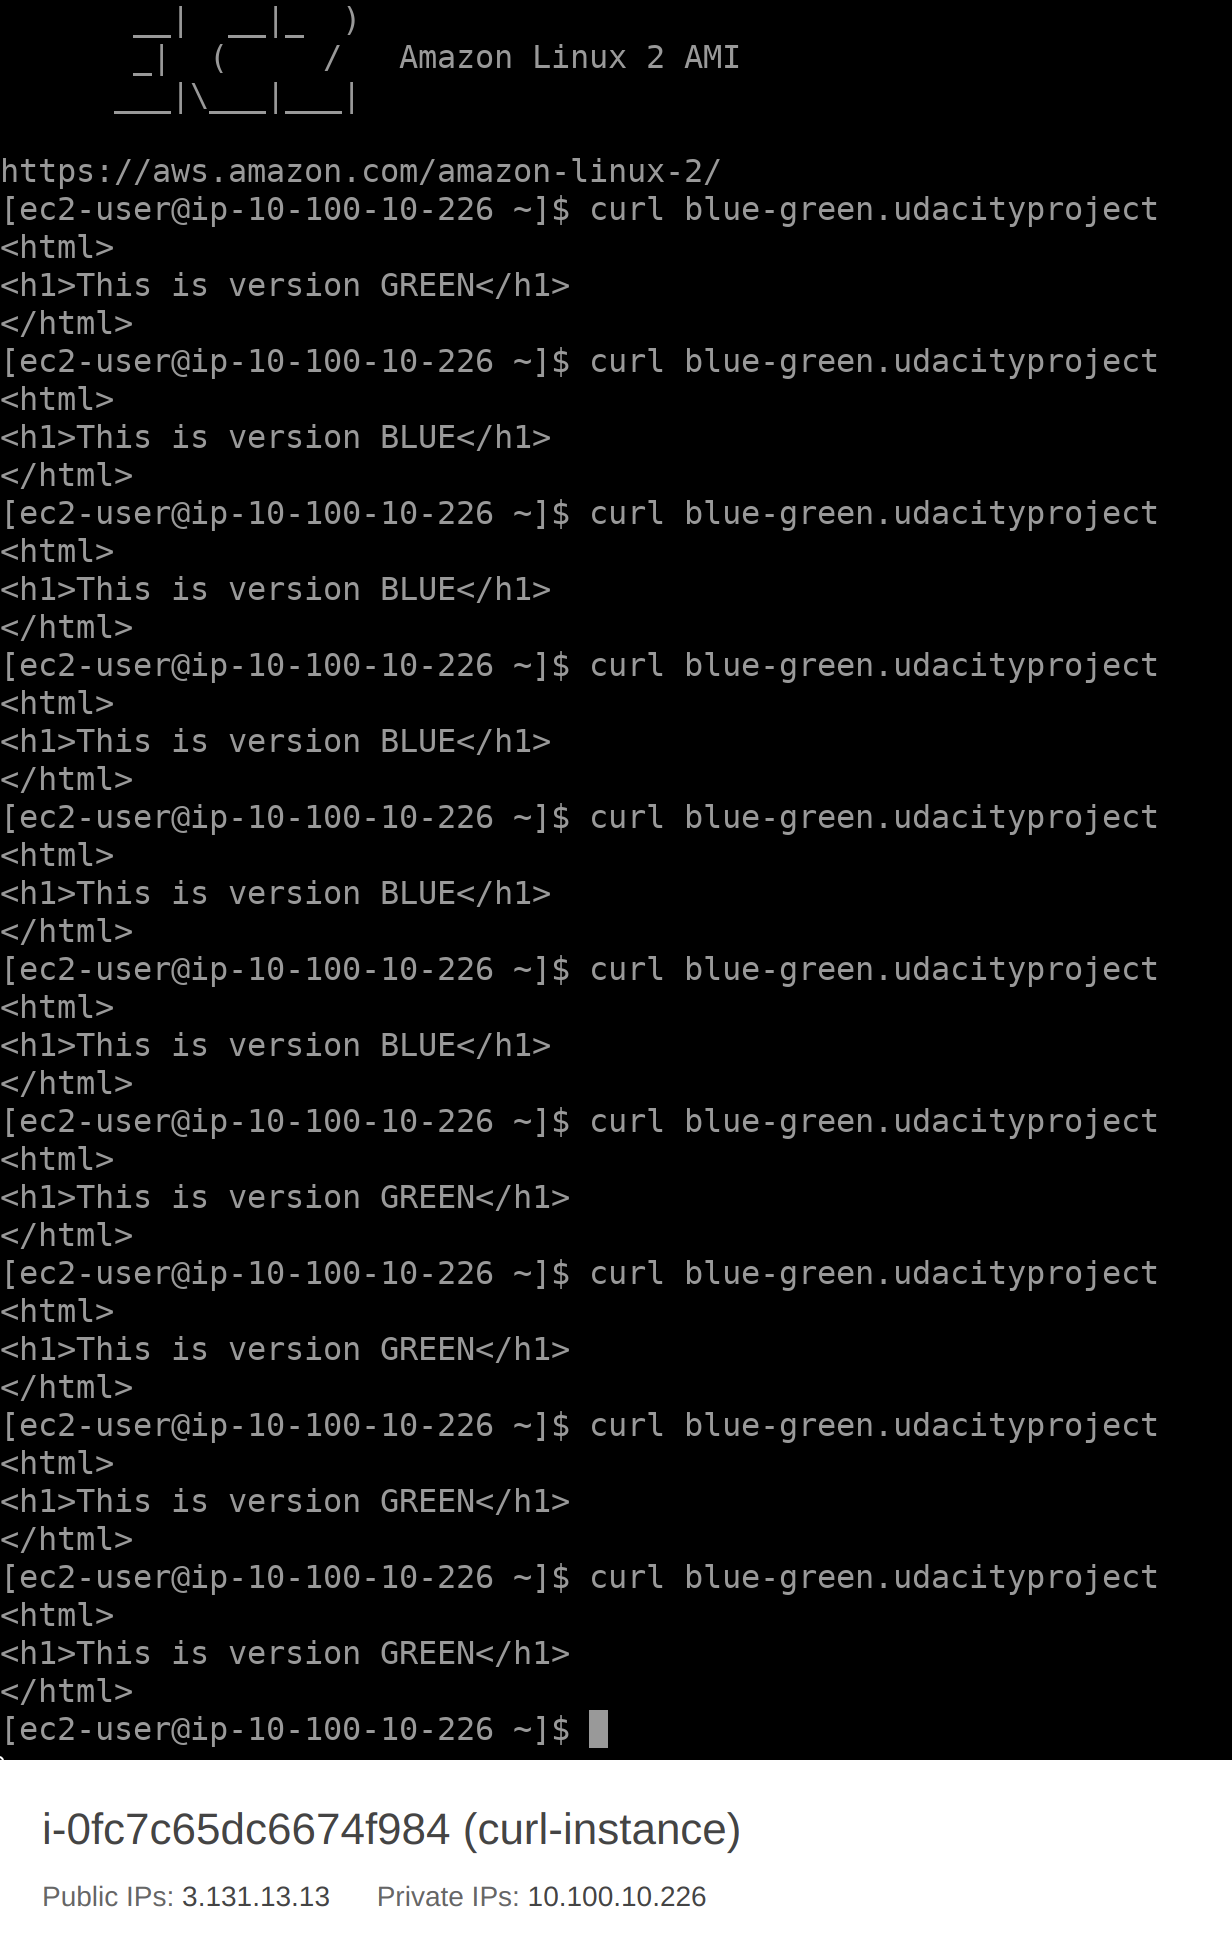 __|  __|_  )
       _|  (     /   Amazon Linux 2 AMI
      ___|\___|___|
https://aws.amazon.com/amazon-linux-2/
[ec2-user@ip-10-100-10-226 ~]$ curl blue-green.udacityproject
<html>
<h1>This is version GREEN</h1>
</html>
[ec2-user@ip-10-100-10-226 ~]$ curl blue-green.udacityproject
<html>
<h1>This is version BLUE</h1>
</html>
[ec2-user@ip-10-100-10-226 ~]$ curl blue-green.udacityproject
<html>
<h1>This is version BLUE</h1>
</html>
[ec2-user@ip-10-100-10-226 ~]$ curl blue-green.udacityproject
<html>
<h1>This is version BLUE</h1>
</html>
[ec2-user@ip-10-100-10-226 ~]$ curl blue-green.udacityproject
<html>
<h1>This is version BLUE</h1>
</html>
[ec2-user@ip-10-100-10-226 ~]$ curl blue-green.udacityproject
<html>
<h1>This is version BLUE</h1>
</html>
[ec2-user@ip-10-100-10-226 ~]$ curl blue-green.udacityproject
<html>
<h1>This is version GREEN</h1>
</html>
[ec2-user@ip-10-100-10-226 ~]$ curl blue-green.udacityproject
<html>
<h1>This is version GREEN</h1>
</html>
[ec2-user@ip-10-100-10-226 ~]$ curl blue-green.udacityproject
<html>
<h1>This is version GREEN</h1>
</html>
[ec2-user@ip-10-100-10-226 ~]$ curl blue-green.udacityproject
<html>
<h1>This is version GREEN</h1>
</html>
[ec2-user@ip-10-100-10-226 ~]$
i-0fc7c65dc6674f984 (curl-instance)
Public IPs: 3.131.13.13 Private IPs: 10.100.10.226